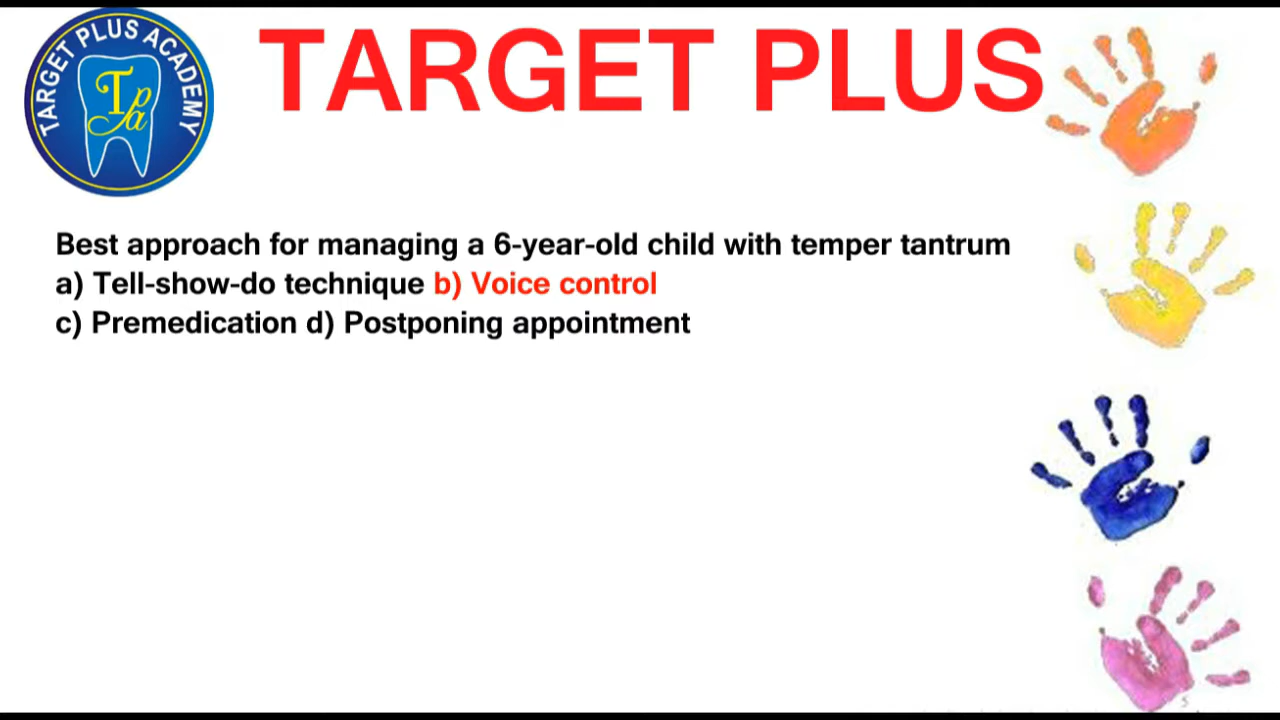 TARGET PLUS ACADEMY
TPa
TARGET PLUS
Best approach for managing a 6-year-old child with temper tantrum
a) Tell-show-do technique b) Voice control
c) Premedication d) Postponing appointment